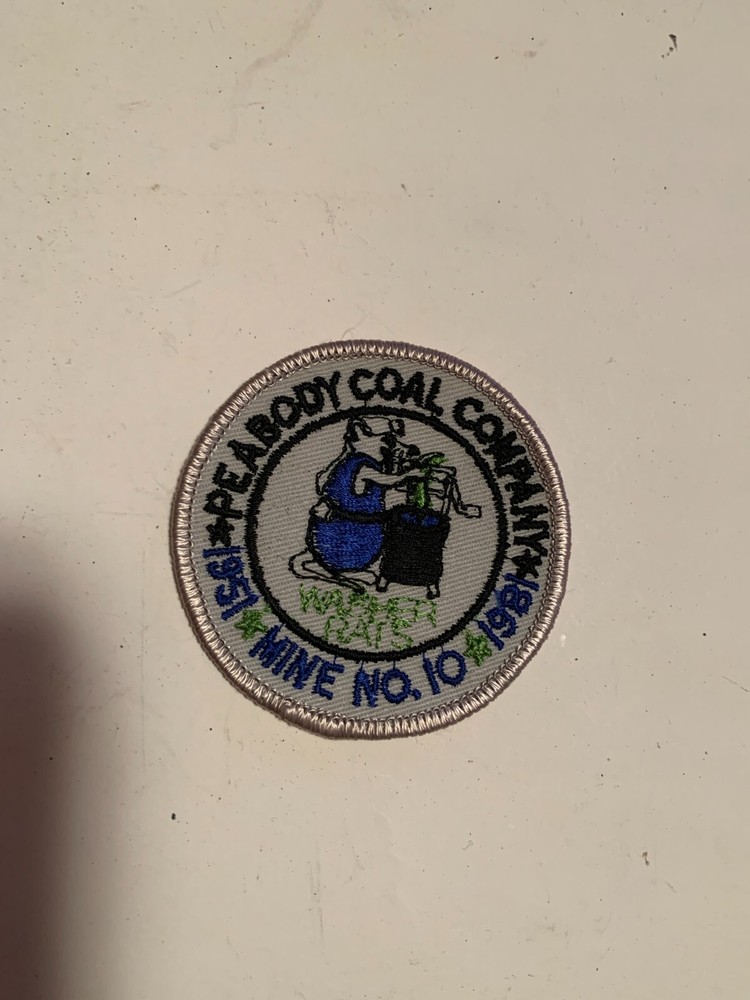 PEABODY COAL COMPANY
1951 MINE NO. 10 1981
WASHER
RATS